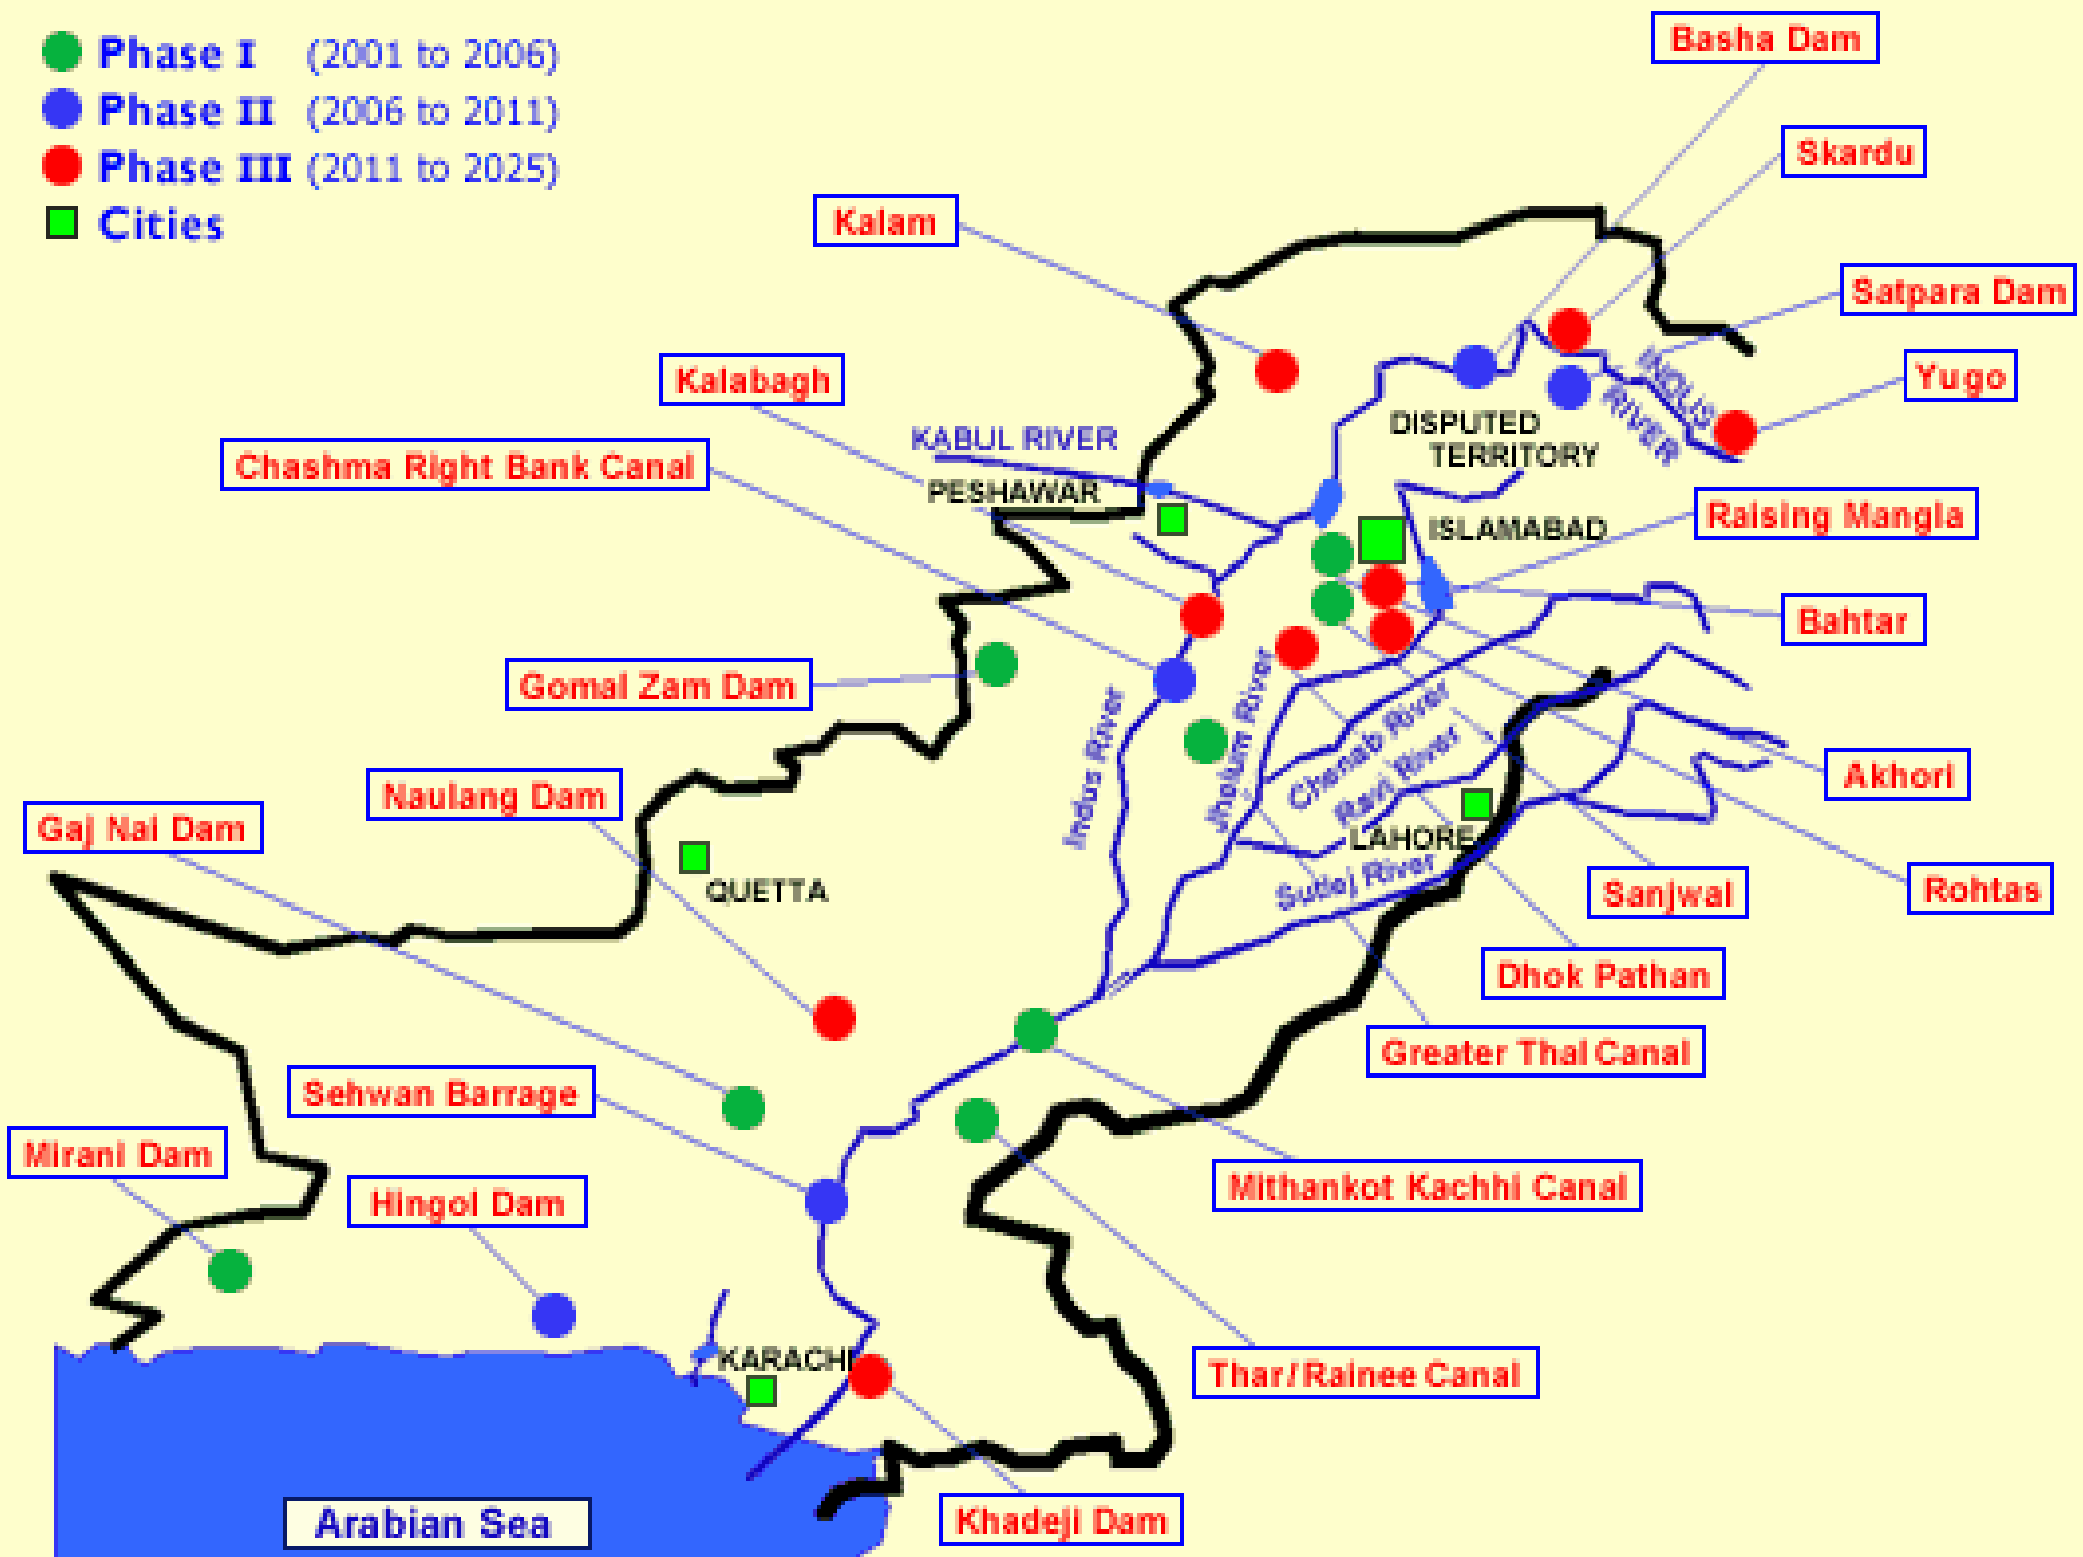 Phase I (2001 to 2006)
Phase II (2006 to 2011)
Phase III (2011 to 2025)
Cities
Basha Dam
Skardu
Kalam
Satpara Dam
Kalabagh
Yugo
INDUS
RIVER
DISPUTED
TERRITORY
KABUL RIVER
Chashma Right Bank Canal
PESHAWAR
ISLAMABAD
Raising Mangla
Bahtar
Gomal Zam Dam
Indus River
Jhelum River
Chenab River
Ravi River
Akhori
Naulang Dam
Gaj Nai Dam
LAHORE
Sutlej River
QUETTA
Sanjwal
Rohtas
Dhok Pathan
Greater Thal Canal
Sehwan Barrage
Mirani Dam
Hingol Dam
Mithankot Kachhi Canal
KARACHI
Thar/Rainee Canal
Arabian Sea
Khadeji Dam